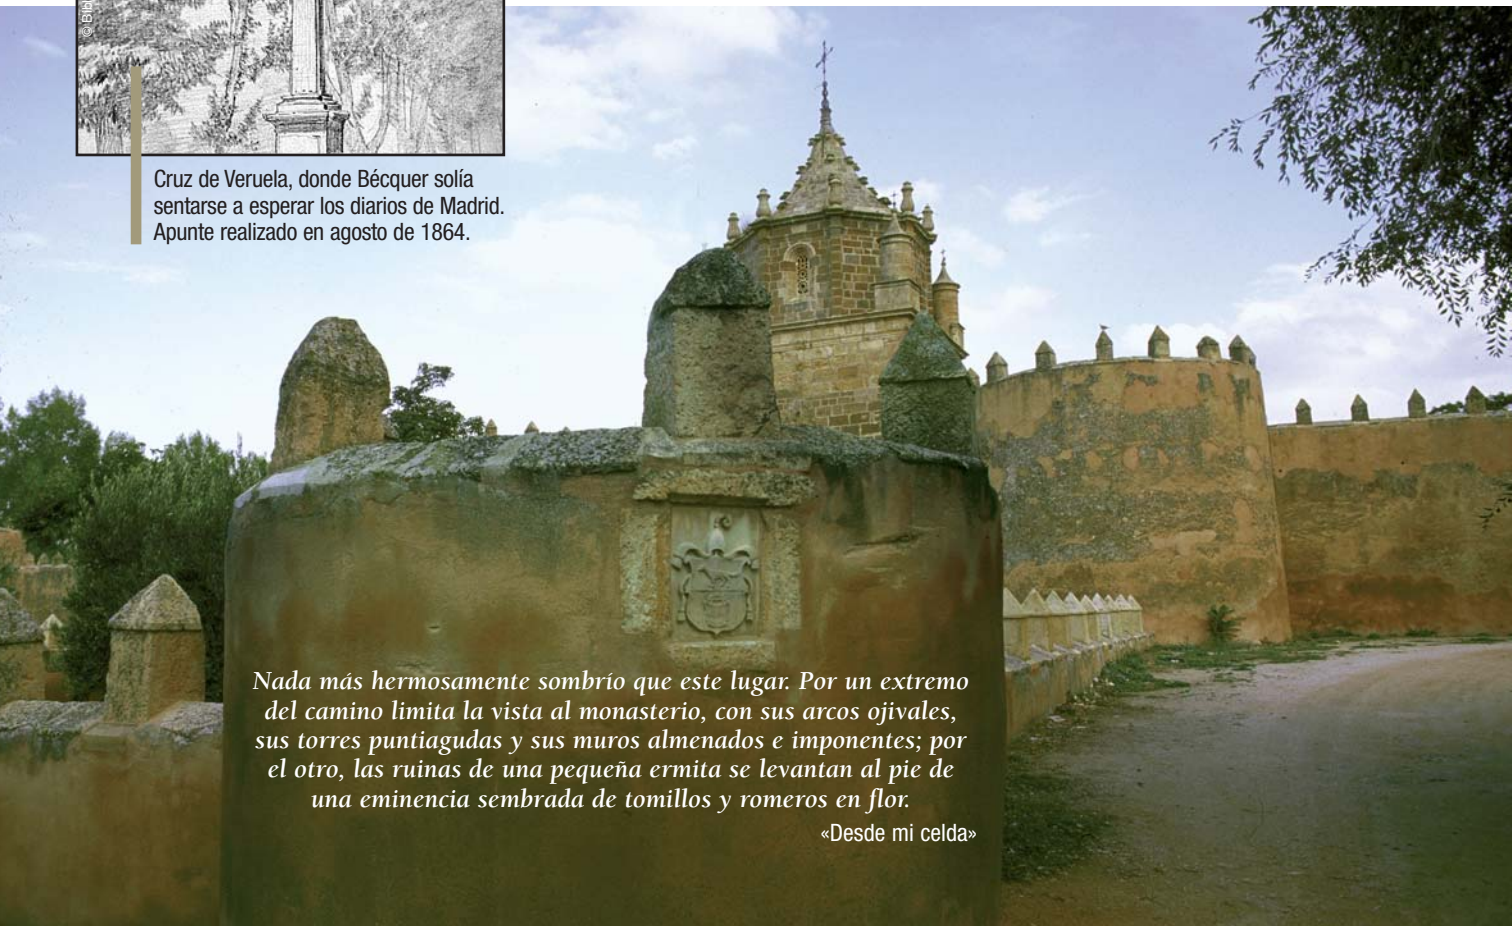 © Bibl
Cruz de Veruela, donde Bécquer solía
sentarse a esperar los diarios de Madrid.
Apunte realizado en agosto de 1864.
Nada más hermosamente sombrío que este lugar. Por un extremo
del camino limita la vista al monasterio, con sus arcos ojivales,
sus torres puntiagudas y sus muros almenados e imponentes; por
el otro, las ruinas de una pequeña ermita se levantan al pie de
una eminencia sembrada de tomillos y romeros en flor.
«Desde mi celda»